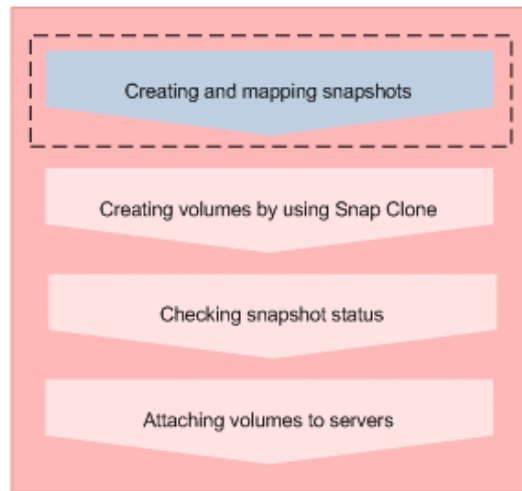 Creating and mapping snapshots
Creating volumes by using Snap Clone
Checking snapshot status
Attaching volumes to servers